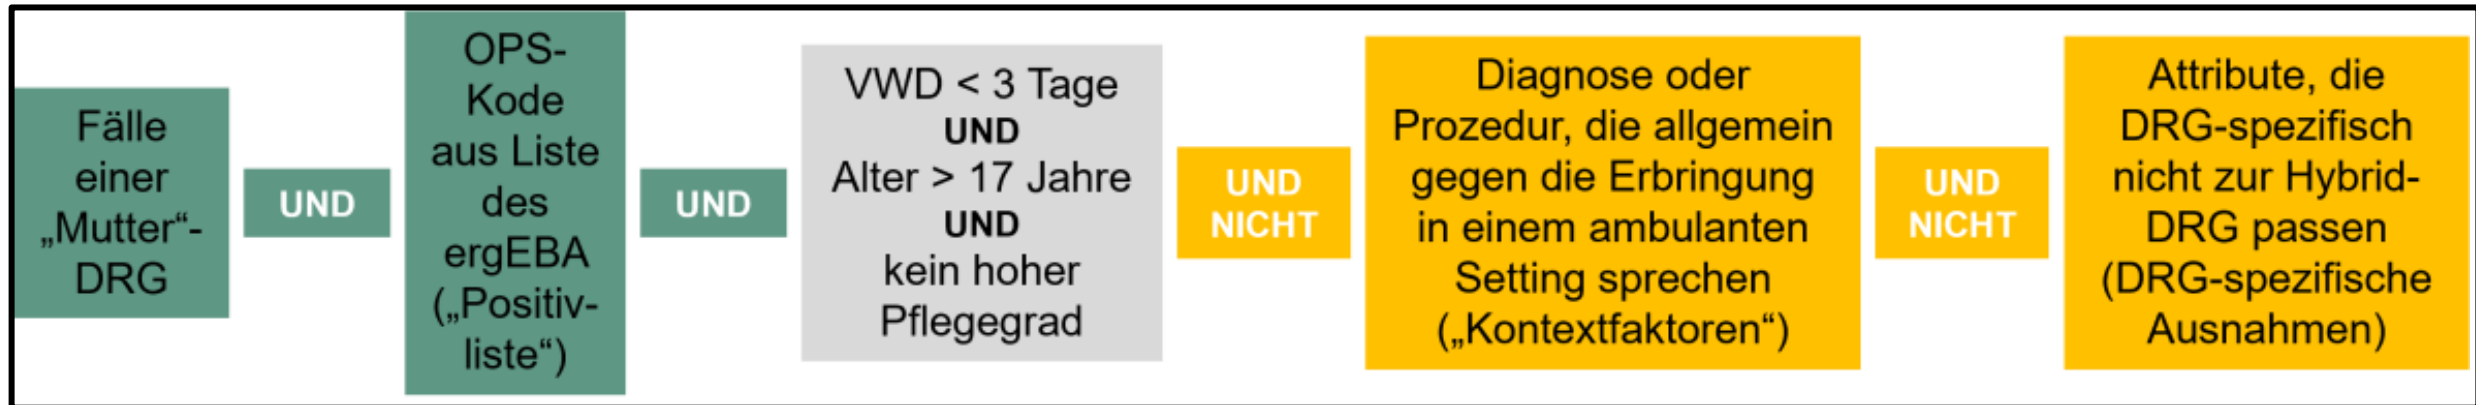 Fälle
einer
„Mutter“-
DRG
UND
OPS-
Kode
aus Liste
des
ergEBA
(„Positiv-
liste“)
UND
VWD < 3 Tage
UND
Alter > 17 Jahre
UND
kein hoher
Pflegegrad
UND
NICHT
Diagnose oder
Prozedur, die allgemein
gegen die Erbringung
in einem ambulanten
Setting sprechen
(„Kontextfaktoren“)
UND
NICHT
Attribute, die
DRG-spezifisch
nicht zur Hybrid-
DRG passen
(DRG-spezifische
Ausnahmen)